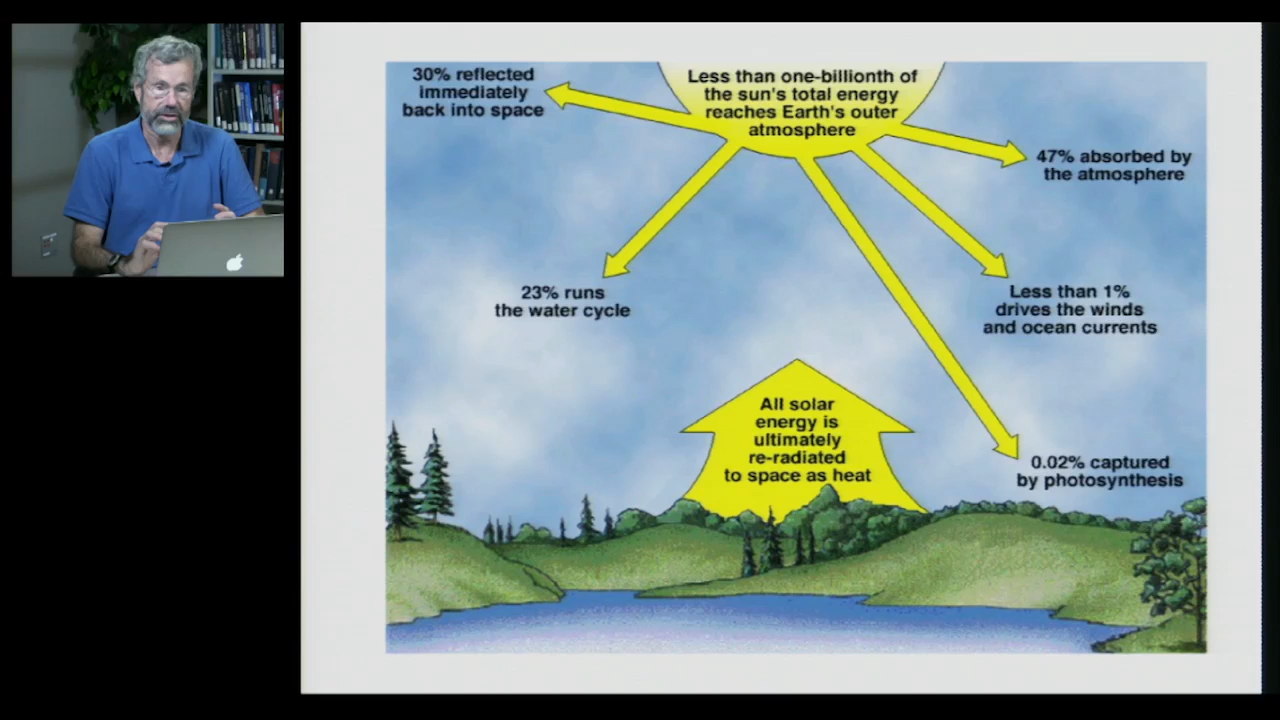 30% reflected
immediately
back into space
Less than one-billionth of
the sun's total energy
reaches Earth's outer
atmosphere
47% absorbed by
the atmosphere
23% runs
the water cycle
Less than 1%
drives the winds
and ocean currents
All solar
energy is
ultimately
re-radiated
to space as heat
0.02% captured
by photosynthesis